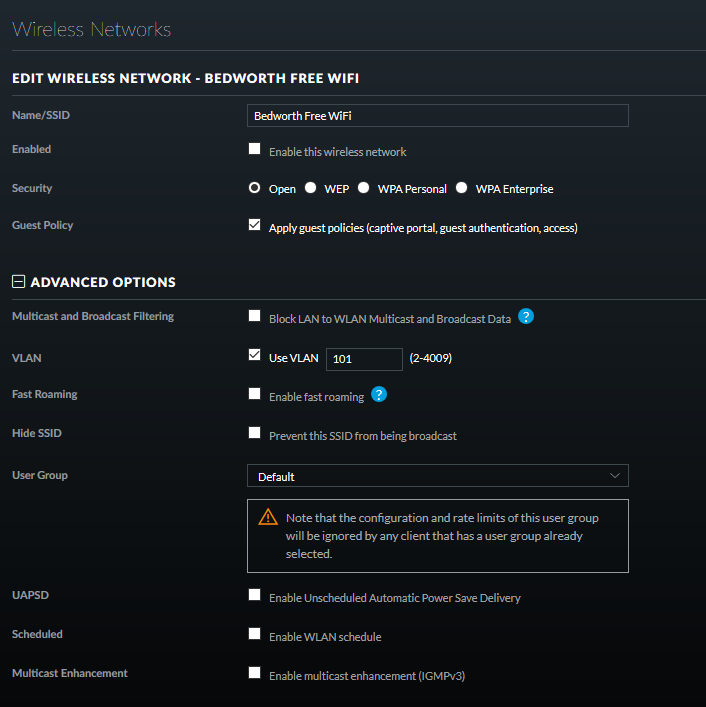 Wireless Networks
EDIT WIRELESS NETWORK - BEDWORTH FREE WIFI
Name/SSID Bedworth Free WiFi
Enabled Enable this wireless network
Security Open WEP WPA Personal WPA Enterprise
Guest Policy Apply guest policies (captive portal, guest authentication, access)
ADVANCED OPTIONS
Multicast and Broadcast Filtering Block LAN to WLAN Multicast and Broadcast Data ?
VLAN Use VLAN 101 (2-4009)
Fast Roaming Enable fast roaming ?
Hide SSID Prevent this SSID from being broadcast
User Group Default
Note that the configuration and rate limits of this user group
will be ignored by any client that has a user group already
selected.
UAPSD Enable Unscheduled Automatic Power Save Delivery
Scheduled Enable WLAN schedule
Multicast Enhancement Enable multicast enhancement (IGMPv3)